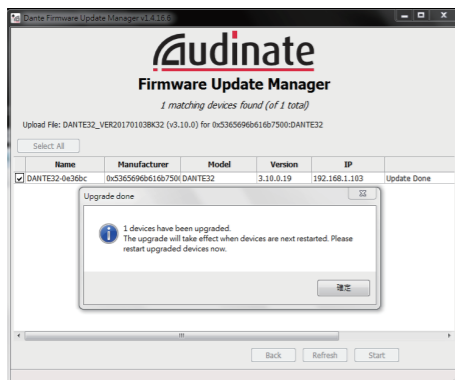 Dante Firmware Update Manager v1.4.16.6
Audinate
Firmware Update Manager
1 matching devices found (of 1 total)
Upload File: DANTE32_VER20170103BK32 (v3.10.0) for 0x5365696b616b7500:DANTE32
Select All
Name Manufacturer Model Version IP
DANTE32-0e36bc 0x5365696b616b7500 DANTE32 3.10.0.19 192.168.1.103 Update Done
Upgrade done
1 devices have been upgraded.
The upgrade will take effect when devices are next restarted. Please
restart upgraded devices now.
確定
Back Refresh Start